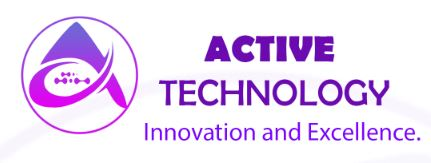 ACTIVE
TECHNOLOGY
Innovation and Excellence.